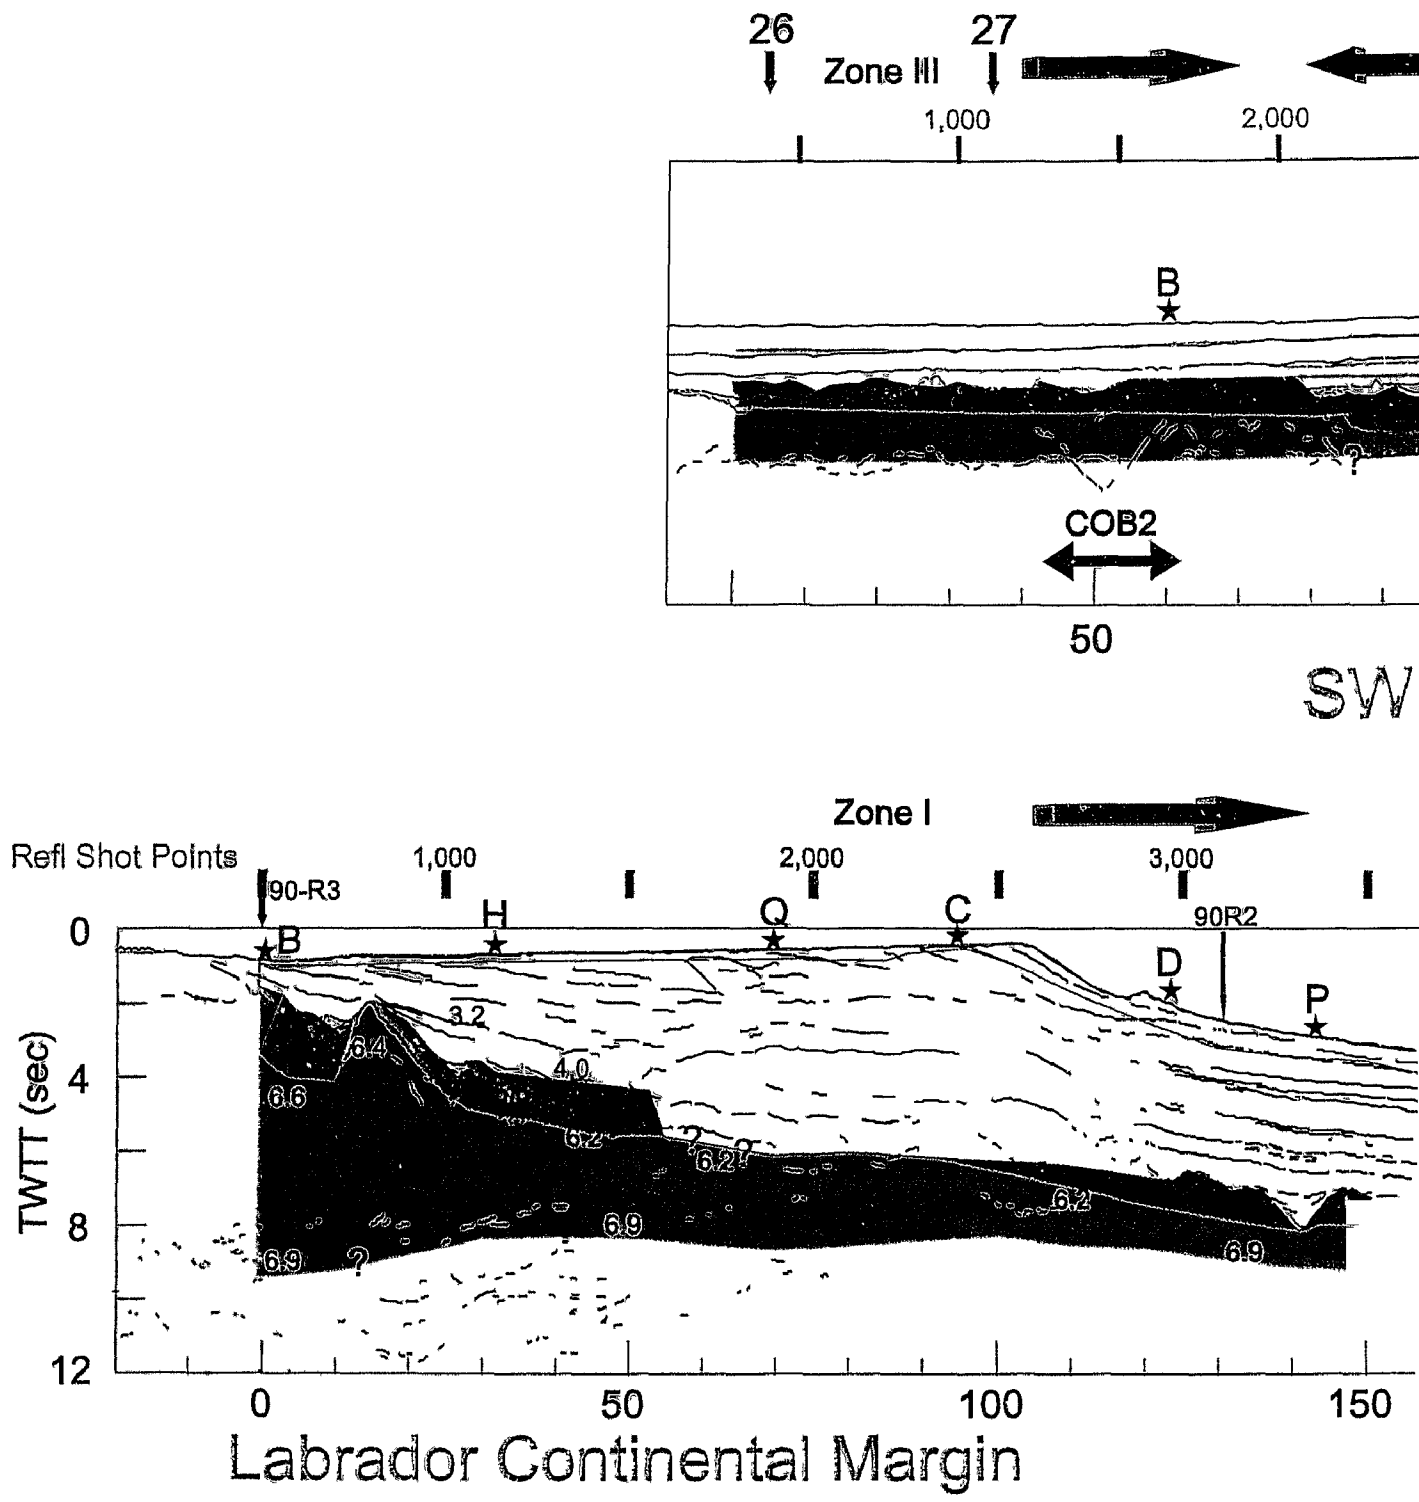 26 27
Zone III
1,000 2,000
B
?
COB2
50
SW
Zone I
Refl Shot Points 1,000 2,000 3,000
90-R3
90R2
0 B H Q C D P
3.2
6.4
4 6.6 4.0
6.2 ? 6.2 ?
6.2
8 6.9 ? 6.9 6.9
TWTT (sec)
12
0 50 100 150
Labrador Continental Margin